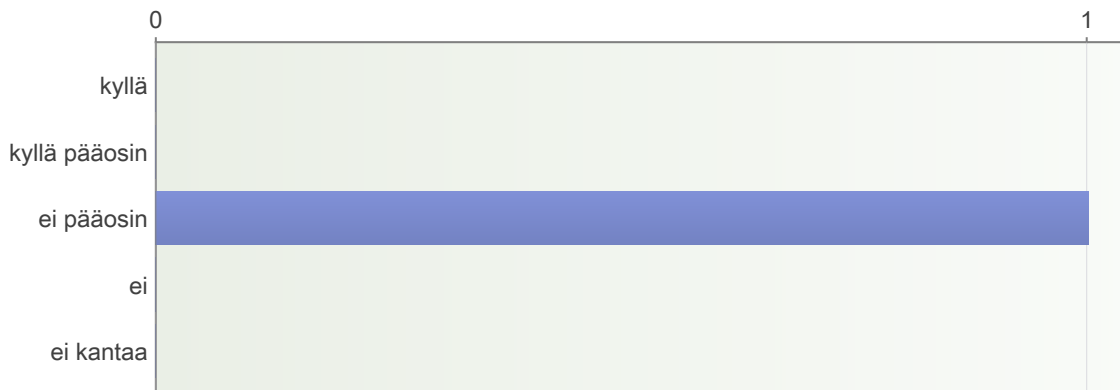 0 1
kyllä
kyllä pääosin
ei pääosin
ei
ei kantaa